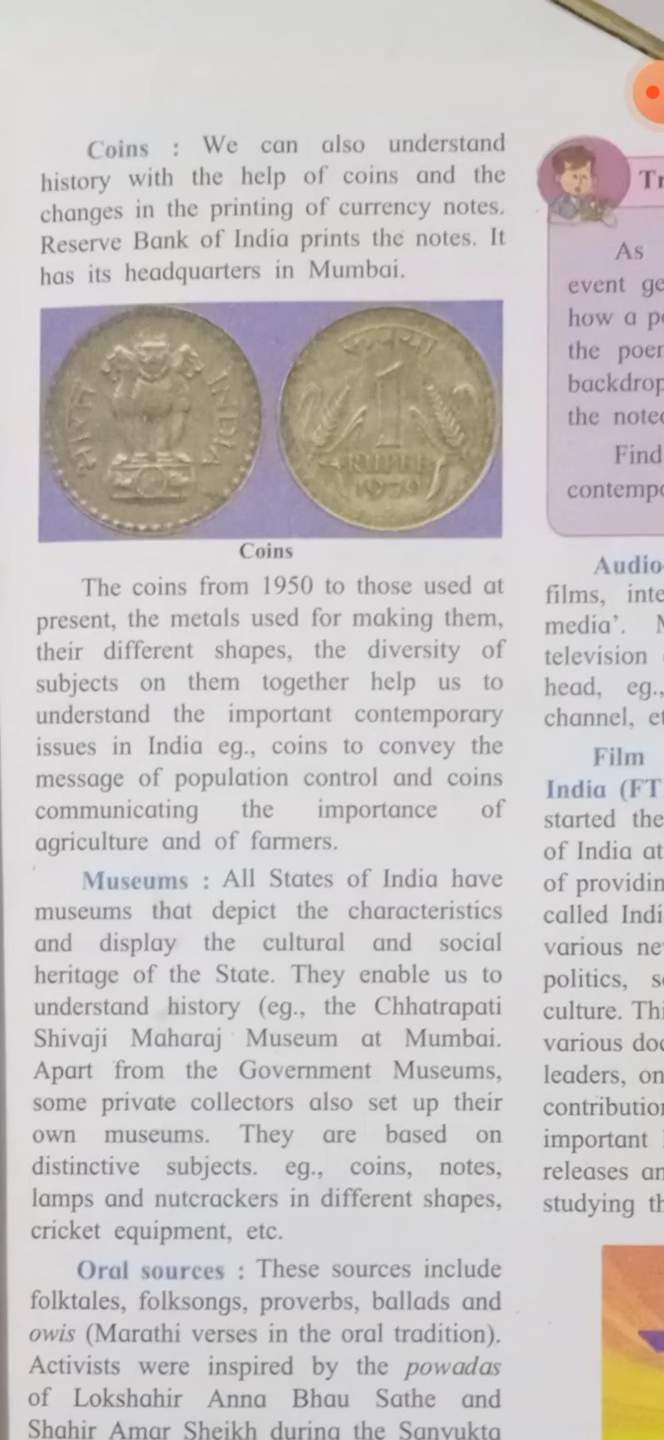 Coins : We can also understand
history with the help of coins and the
changes in the printing of currency notes.
Reserve Bank of India prints the notes. It
has its headquarters in Mumbai.
भारत
INDIA
रुपया
1
RUPEE
1979
Coins
The coins from 1950 to those used at
present, the metals used for making them,
their different shapes, the diversity of
subjects on them together help us to
understand the important contemporary
issues in India eg., coins to convey the
message of population control and coins
communicating the importance of
agriculture and of farmers.
Museums : All States of India have
museums that depict the characteristics
and display the cultural and social
heritage of the State. They enable us to
understand history (eg., the Chhatrapati
Shivaji Maharaj Museum at Mumbai.
Apart from the Government Museums,
some private collectors also set up their
own museums. They are based on
distinctive subjects. eg., coins, notes,
lamps and nutcrackers in different shapes,
cricket equipment, etc.
Oral sources : These sources include
folktales, folksongs, proverbs, ballads and
owis (Marathi verses in the oral tradition).
Activists were inspired by the powadas
of Lokshahir Anna Bhau Sathe and
Shahir Amar Sheikh during the Sanyukta
Tr
As
event ge
how a po
the poer
backdrop
the noted
Find
contempo
Audio-
films, inte
media'. M
television
head, eg.,
channel, et
Film
India (FT
started the
of India at
of providin
called Indi
various ne
politics, s
culture. Thi
various doc
leaders, on
contribution
important
releases an
studying th